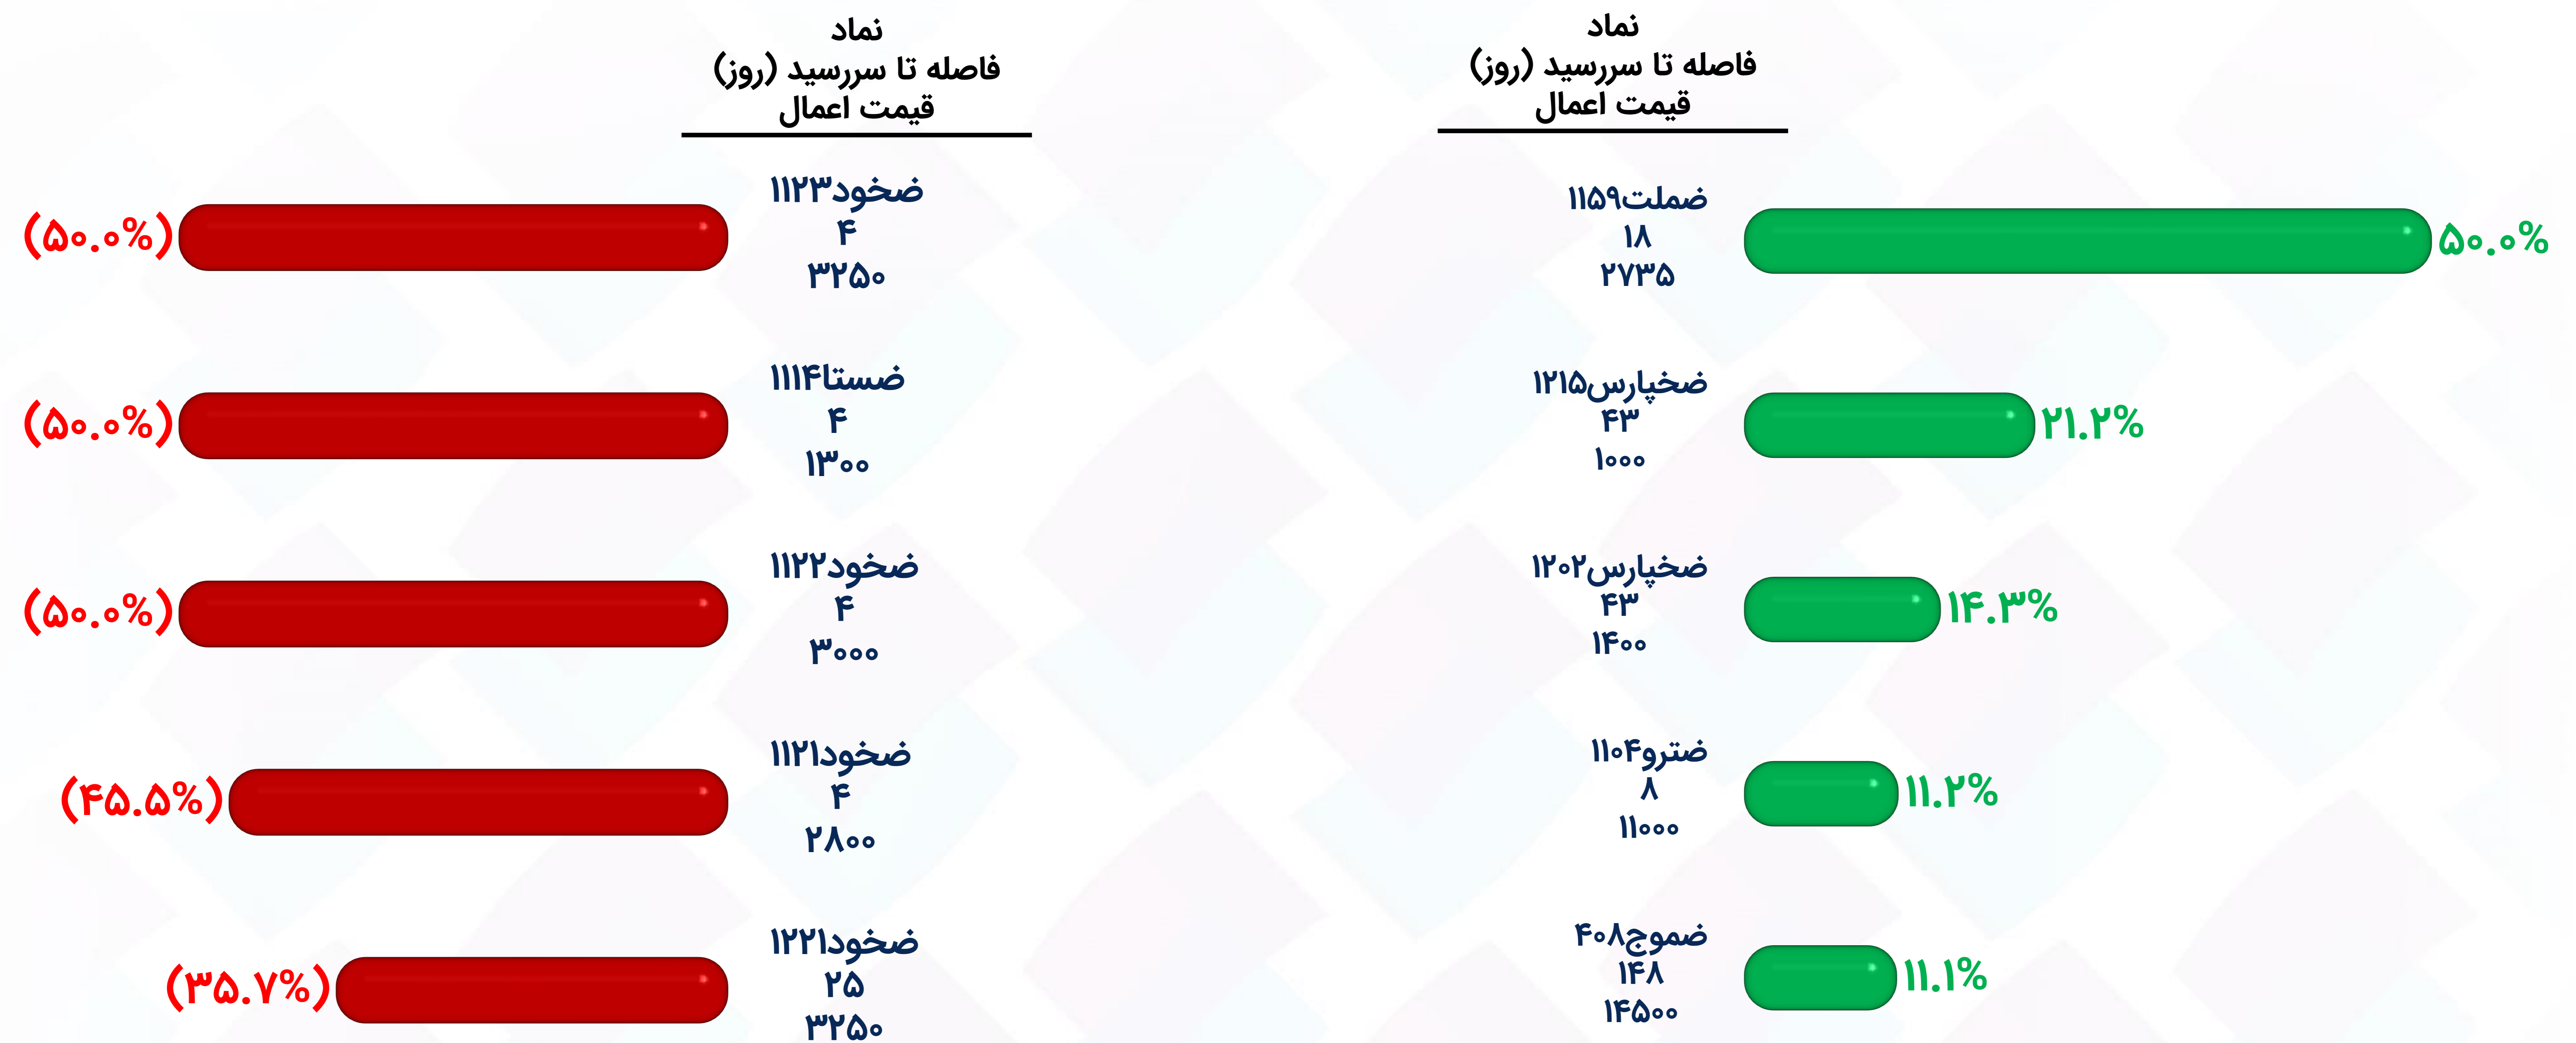 نماد
فاصله تا سررسید (روز)
قیمت اعمال
ضملت۱۱۵۹
۱۸
۲۷۳۵
۵۰.۰%
ضخپارس۱۲۱۵
۴۳
۱۰۰۰
۲۱.۲%
ضخپارس۱۲۰۲
۴۳
۱۴۰۰
۱۴.۳%
ضترو۱۱۰۴
۸
۱۱۰۰۰
۱۱.۲%
ضموج۴۰۸
۱۴۸
۱۴۵۰۰
۱۱.۱%
نماد
فاصله تا سررسید (روز)
قیمت اعمال
ضخود۱۱۲۳
۴
۳۲۵۰
(۵۰.۰%)
ضستا۱۱۱۴
۴
۱۳۰۰
(۵۰.۰%)
ضخود۱۱۲۲
۴
۳۰۰۰
(۵۰.۰%)
ضخود۱۱۲۱
۴
۲۸۰۰
(۴۵.۵%)
ضخود۱۲۲۱
۲۵
۳۲۵۰
(۳۵.۷%)